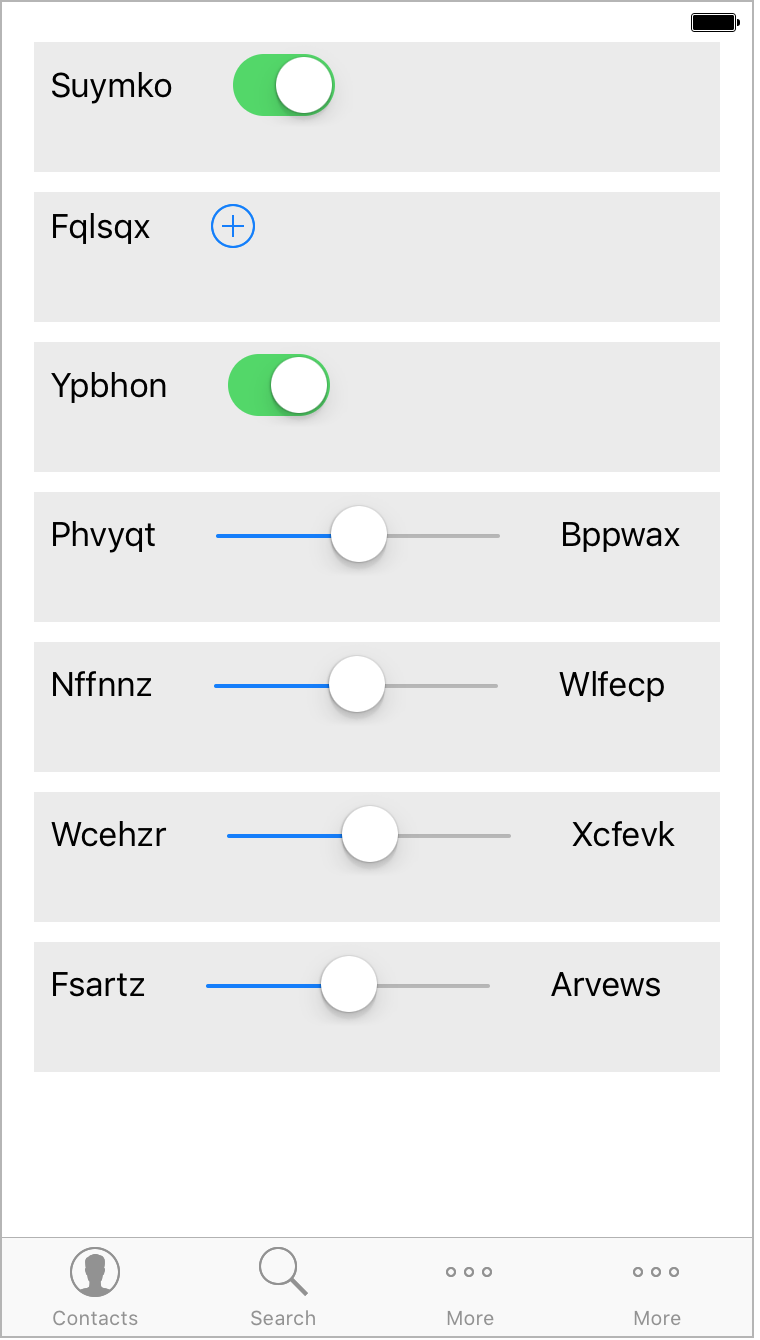 Suymko
Fqlsqx
Ypbhon
Phvyqt Bppwax
Nffnnz Wlfecp
Wcehzr Xcfevk
Fsartz Arvews
Contacts Search More More